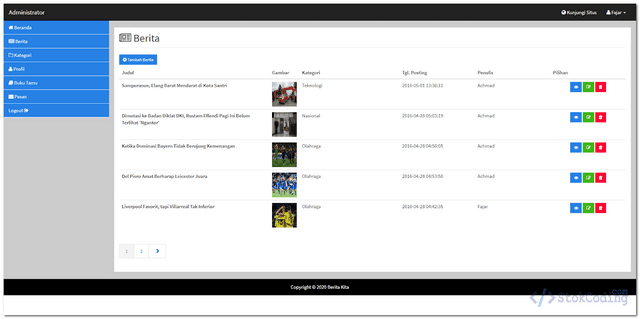 Administrator
Kunjungi Situs
Fajar
Beranda
Berita
Kategori
Profil
Buku Tamu
Pesan
Logout
Berita
Tambah Berita
Judul Gambar Kategori Tgl. Posting Penulis Pilihan
Samperauun, Elang Darat Mendarat di Kota Santri Teknologi 2016-05-03 13:36:12 Achmad
Dimutasi ke Badan Diklat DKI, Rustam Effendi Pagi Ini Belum Terlihat 'Ngantor' Nasional 2016-04-28 05:03:19 Achmad
Ketika Dominasi Bayern Tidak Berujung Kemenangan Olahraga 2016-04-28 04:56:05 Achmad
Del Piero Amat Berharap Leicester Juara Olahraga 2016-04-28 04:53:50 Achmad
Liverpool Favorit, tapi Villarreal Tak Inferior Olahraga 2016-04-28 04:42:36 Fajar
1 2
Copyright © 2020 Berita Kita
StokCoding.com